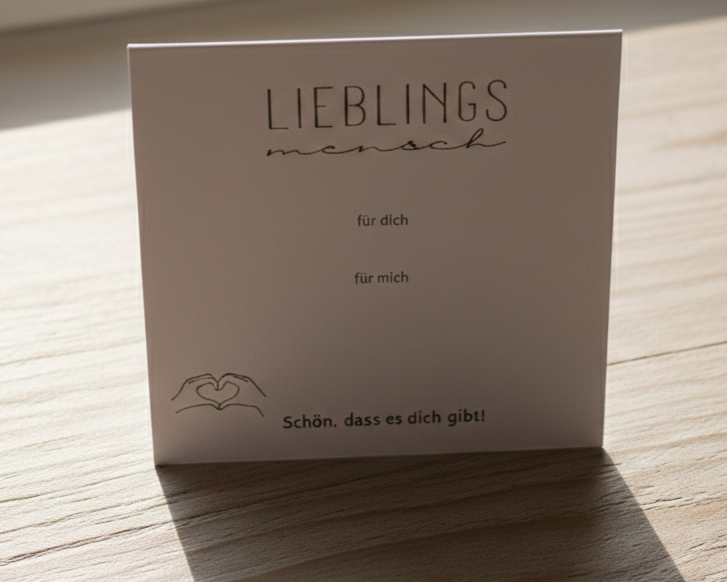 LIEBLINGS
mensch
für dich
für mich
Schön, dass es dich gibt!